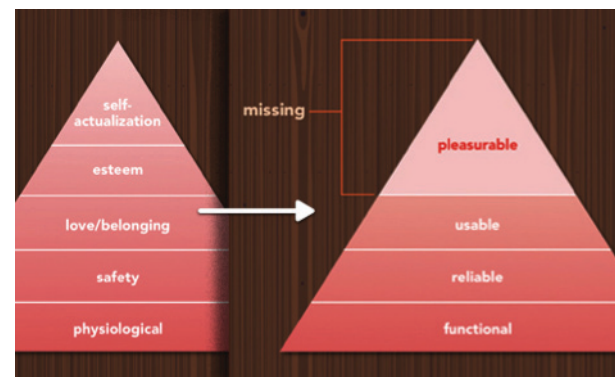 self-
actualization
esteem
love/belonging
safety
physiological
missing
pleasurable
usable
reliable
functional